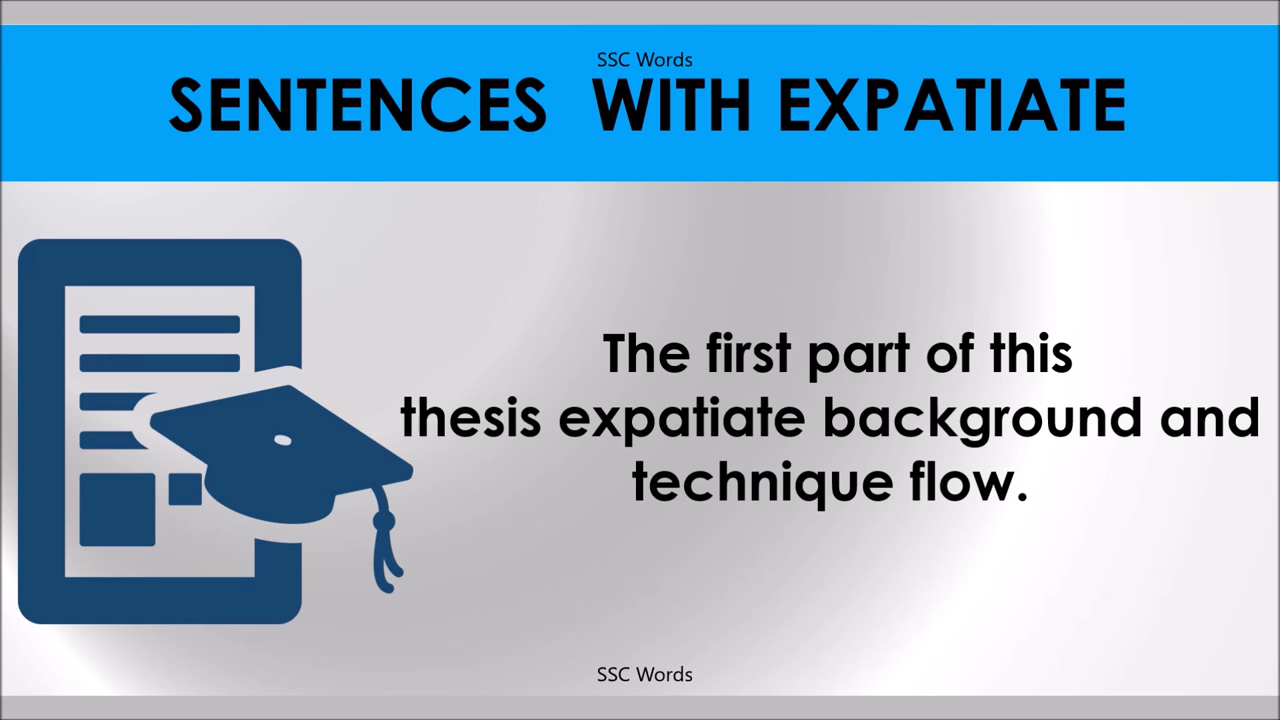 SSC Words
SENTENCES WITH EXPATIATE
The first part of this
thesis expatiate background and
technique flow.
SSC Words